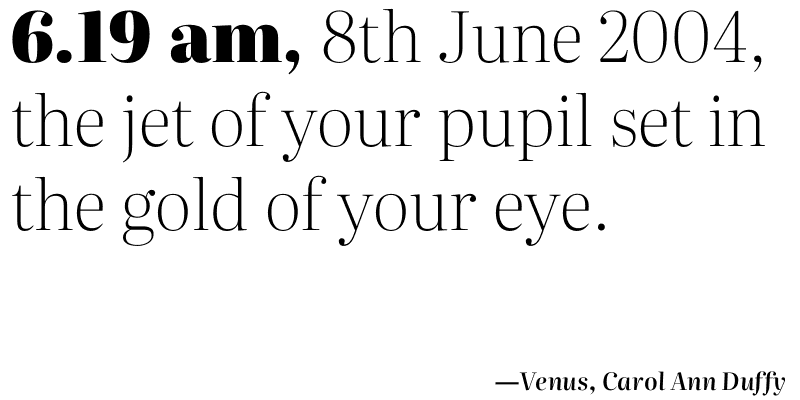 6.19 am, 8th June 2004,
the jet of your pupil set in
the gold of your eye.
—Venus, Carol Ann Duffy